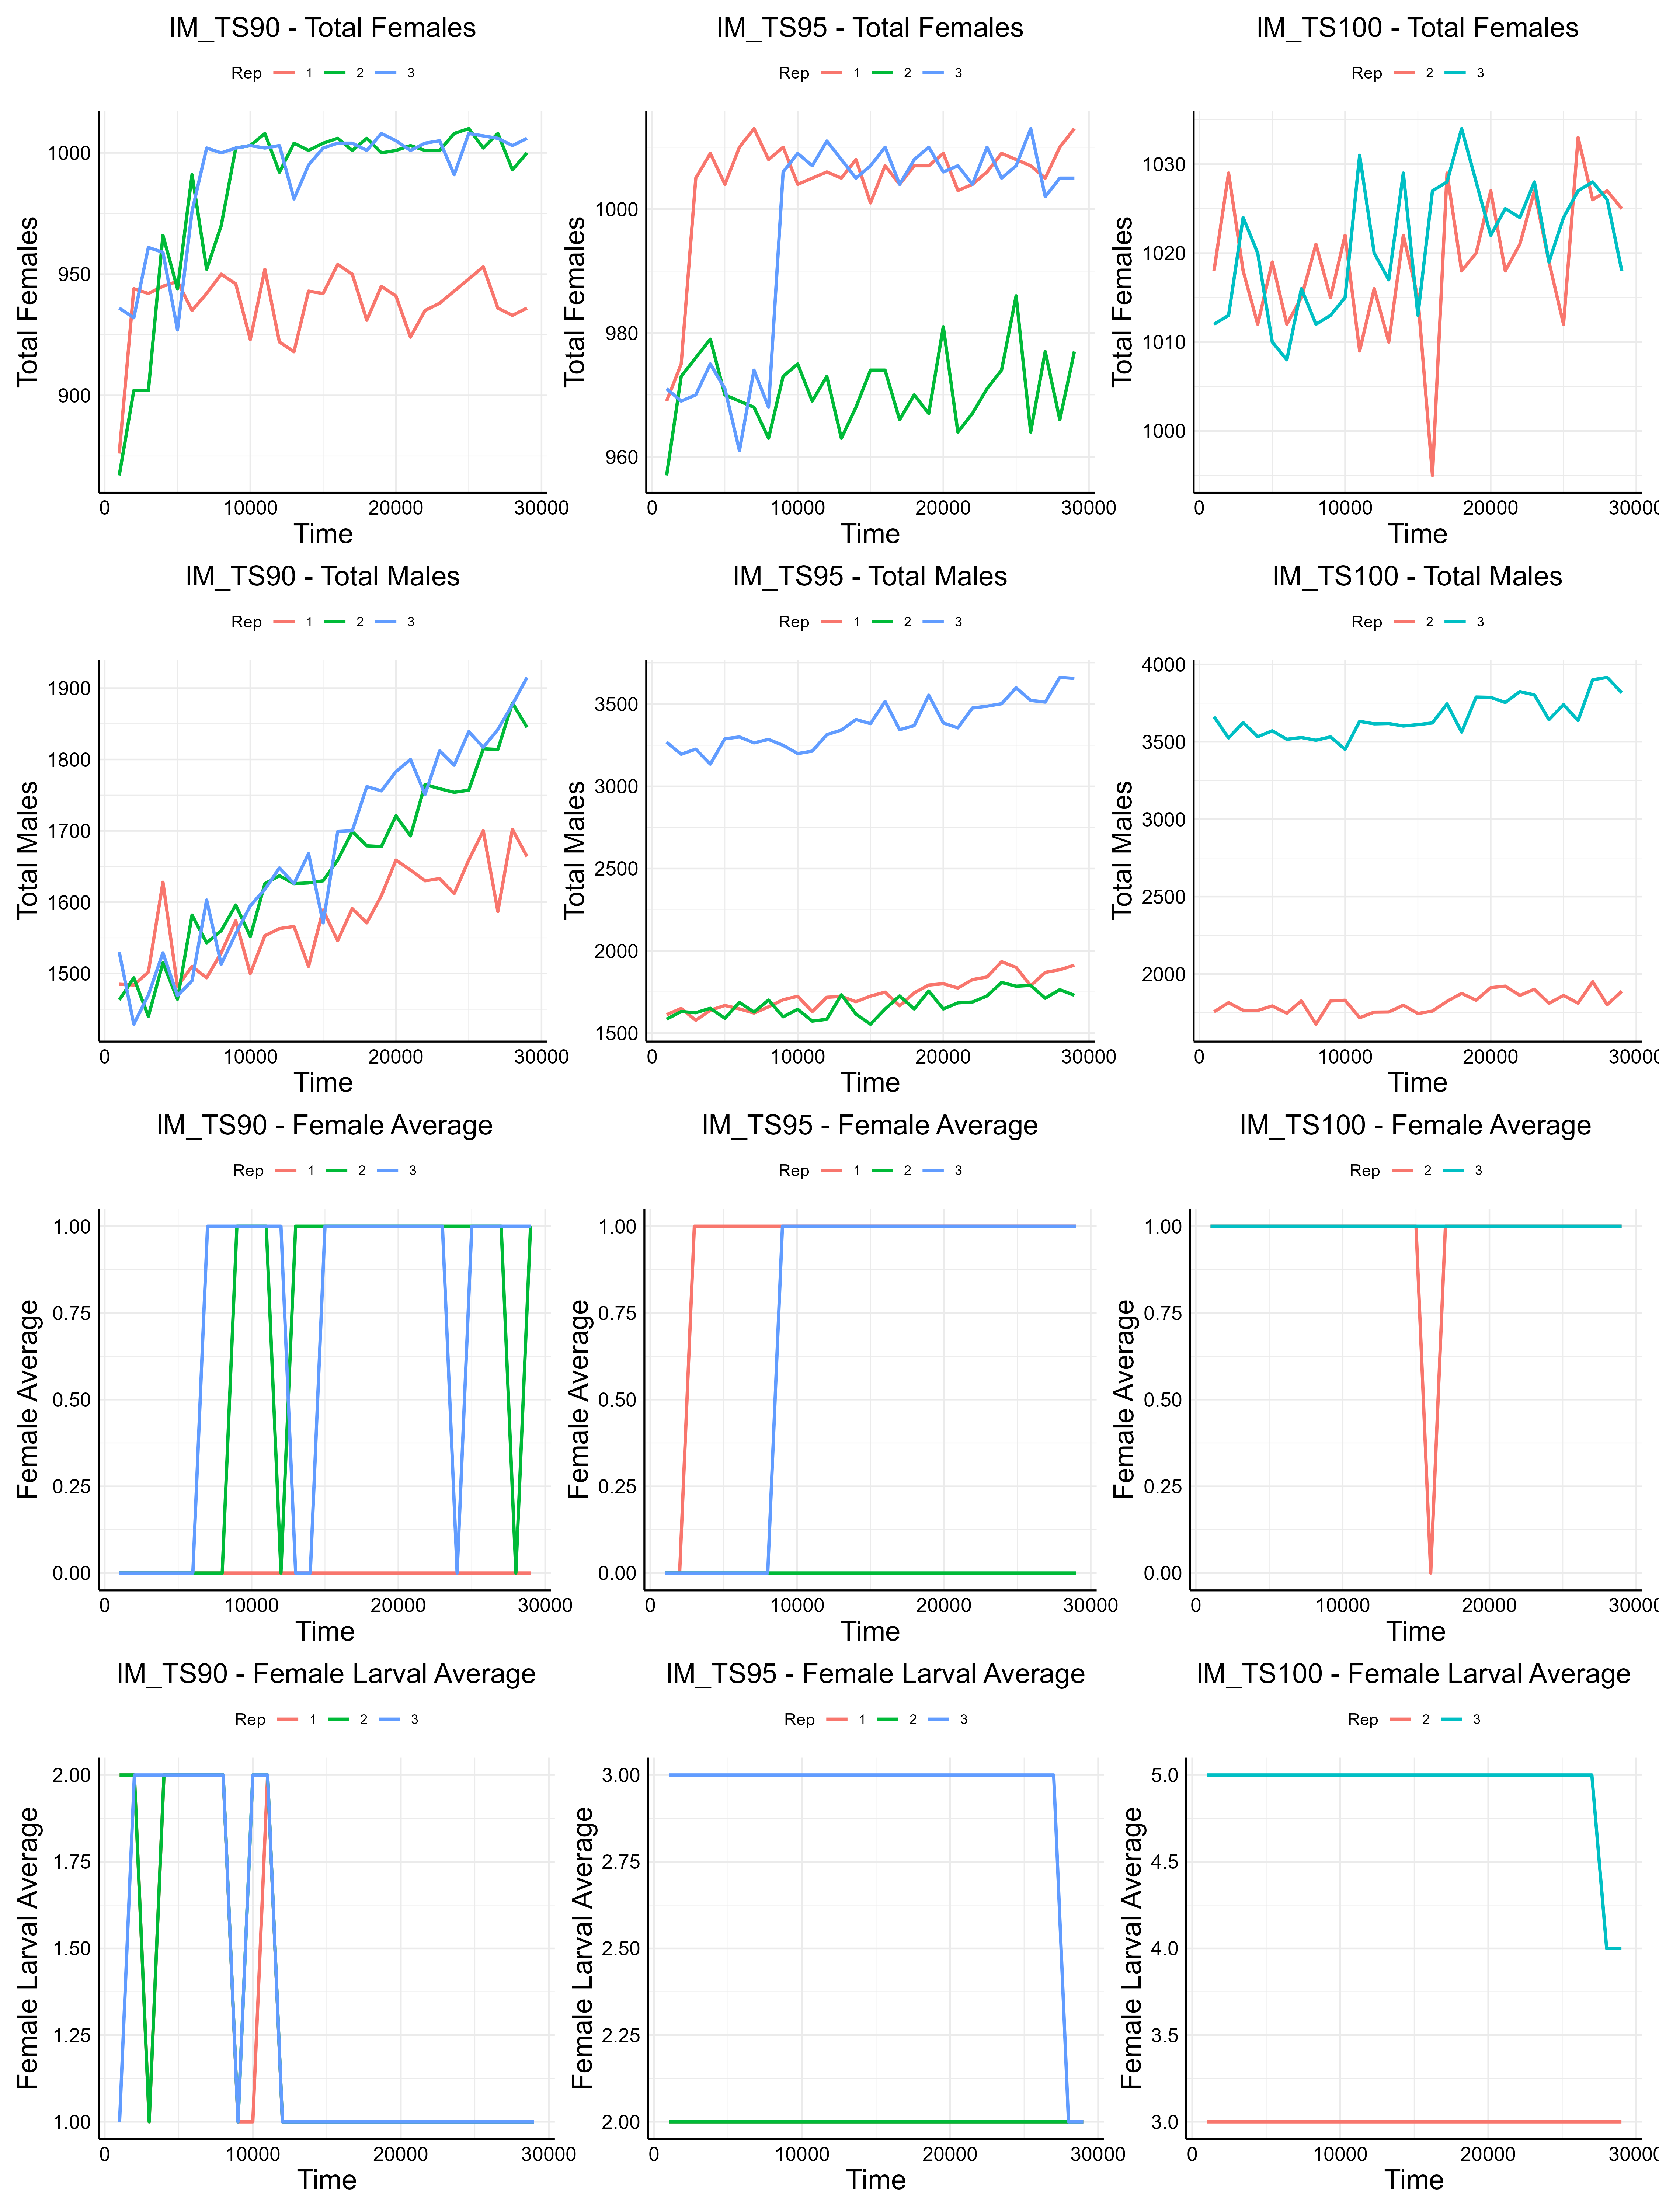 IM_TS90 - Total Females
Rep 1 2 3
Total Females
1000
950
900
0 10000 20000 30000
Time
IM_TS95 - Total Females
Rep 1 2 3
Total Females
1000
980
960
0 10000 20000 30000
Time
IM_TS100 - Total Females
Rep 2 3
Total Females
1030
1020
1010
1000
0 10000 20000 30000
Time
IM_TS90 - Total Males
Rep 1 2 3
Total Males
1900
1800
1700
1600
1500
0 10000 20000 30000
Time
IM_TS95 - Total Males
Rep 1 2 3
Total Males
3500
3000
2500
2000
1500
0 10000 20000 30000
Time
IM_TS100 - Total Males
Rep 2 3
Total Males
4000
3500
3000
2500
2000
0 10000 20000 30000
Time
IM_TS90 - Female Average
Rep 1 2 3
Female Average
1.00
0.75
0.50
0.25
0.00
0 10000 20000 30000
Time
IM_TS95 - Female Average
Rep 1 2 3
Female Average
1.00
0.75
0.50
0.25
0.00
0 10000 20000 30000
Time
IM_TS100 - Female Average
Rep 2 3
Female Average
1.00
0.75
0.50
0.25
0.00
0 10000 20000 30000
Time
IM_TS90 - Female Larval Average
Rep 1 2 3
Female Larval Average
2.00
1.75
1.50
1.25
1.00
0 10000 20000 30000
Time
IM_TS95 - Female Larval Average
Rep 1 2 3
Female Larval Average
3.00
2.75
2.50
2.25
2.00
0 10000 20000 30000
Time
IM_TS100 - Female Larval Average
Rep 2 3
Female Larval Average
5.0
4.5
4.0
3.5
3.0
0 10000 20000 30000
Time